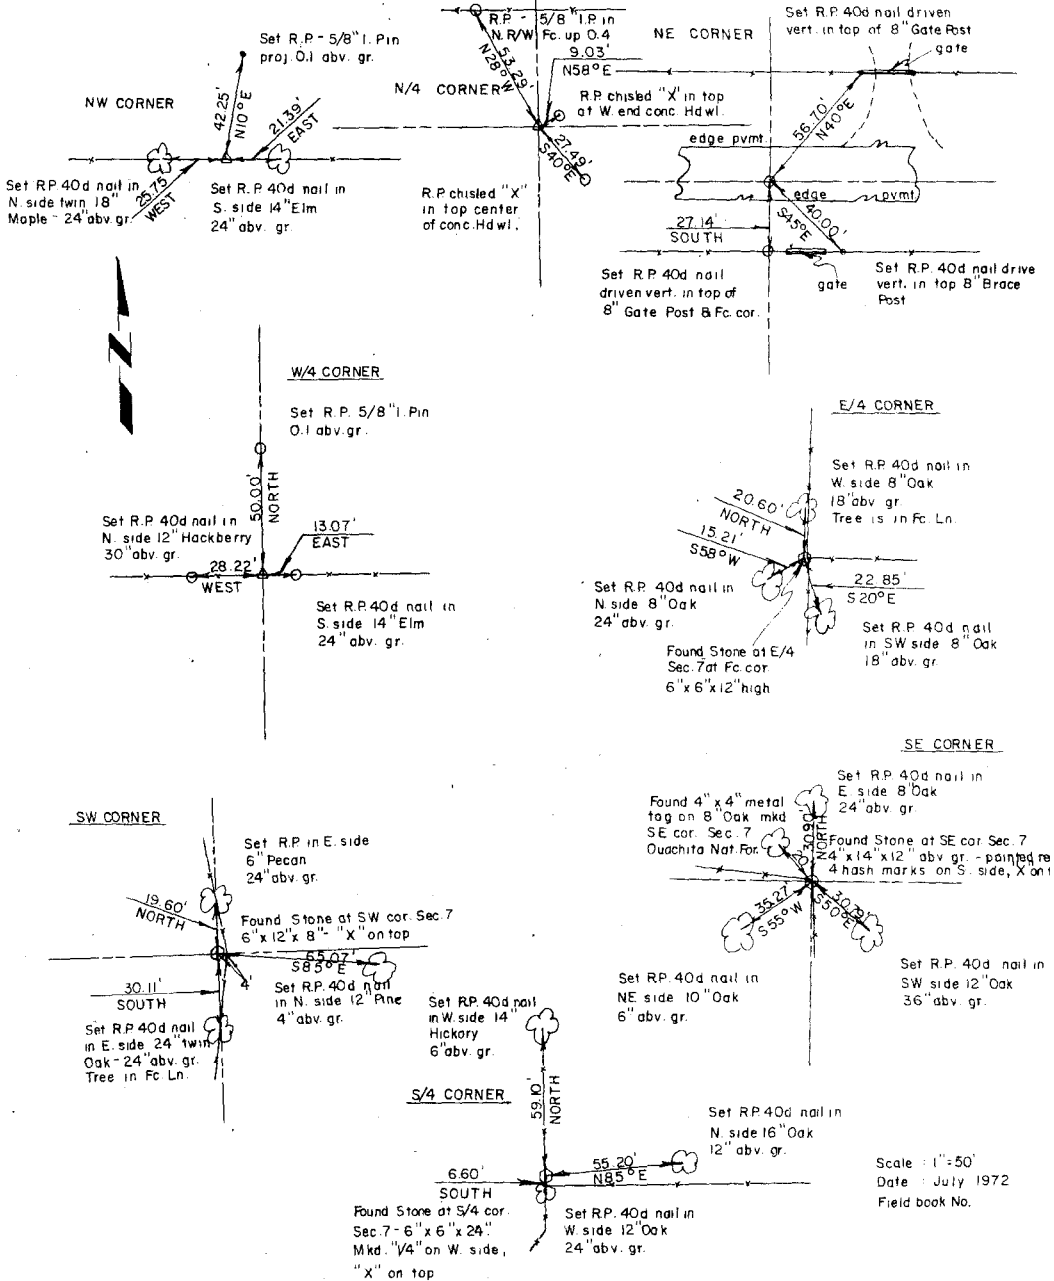 NW CORNER
Set R.P. - 5/8" I. Pin
proj. 0.1 abv. gr.
42.25'
N10°E
21.39'
EAST
25.75
WEST
Set R.P. 40d nail in
N. side twin 18"
Maple - 24" abv. gr.
Set R.P. 40d nail in
S. side 14" Elm
24" abv. gr.
N/4 CORNER
R.P. - 5/8" I.P. in
N. R/W Fc. up 0.4
53.29'
N28°W
9.03'
N58°E
R.P. chisled "X" in top
at W. end conc. Hdwl.
27.49'
S40°E
R.P. chisled "X"
in top center
of conc. Hdwl.
NE CORNER
Set R.P. 40d nail driven
vert. in top of 8" Gate Post
gate
56.70'
N40°E
edge pvmt.
edge pvmt.
40.00'
S45°E
27.14'
SOUTH
gate
Set R.P. 40d nail
driven vert. in top of
8" Gate Post & Fc. cor.
Set R.P. 40d nail drive
vert. in top 8" Brace
Post
N
W/4 CORNER
Set R.P. 5/8" I. Pin
0.1 abv. gr.
50.00'
NORTH
Set R.P. 40d nail in
N. side 12" Hackberry
30" abv. gr.
13.07'
EAST
28.22'
WEST
Set R.P. 40d nail in
S. side 14" Elm
24" abv. gr.
E/4 CORNER
Set R.P. 40d nail in
W. side 8" Oak
18" abv. gr.
Tree is in Fc. Ln.
20.60'
NORTH
15.21'
S58°W
22.85'
S20°E
Set R.P. 40d nail in
N. side 8" Oak
24" abv. gr.
Set R.P. 40d nail
in SW side 8" Oak
18" abv. gr.
Found Stone at E/4
Sec. 7 at Fc. cor.
6" x 6" x 12" high
SW CORNER
Set R.P. in E. side
6" Pecan
24" abv. gr.
19.60'
NORTH
Found Stone at SW cor. Sec. 7
6" x 12" x 8" - "X" on top
65.07'
S85°E
4'
30.11'
SOUTH
Set R.P. 40d nail
in N. side 12" Pine
4" abv. gr.
Set R.P. 40d nail
in E. side 24" twin
Oak - 24" abv. gr.
Tree in Fc. Ln.
SE CORNER
Set R.P. 40d nail in
E. side 8" Oak
24" abv. gr.
Found 4" x 4" metal
tag on 8" Oak mkd
SE cor. Sec. 7
Ouachita Nat. For.
30.90'
NORTH
20'
Found Stone at SE cor. Sec. 7
4" x 14" x 12" abv gr. - pointed re
4 hash marks on S. side, X on
35.27'
S55°W
30.79'
S50°E
Set R.P. 40d nail in
NE side 10" Oak
6" abv. gr.
Set R.P. 40d nail in
SW side 12" Oak
36" abv. gr.
S/4 CORNER
Set R.P. 40d nail
in W. side 14"
Hickory
6" abv. gr.
59.10'
NORTH
Set R.P. 40d nail in
N. side 16" Oak
12" abv. gr.
55.20'
N85°E
6.60'
SOUTH
Found Stone at S/4 cor.
Sec. 7 - 6" x 6" x 24".
Mkd. "1/4" on W. side,
"X" on top
Set R.P. 40d nail in
W. side 12" Oak
24" abv. gr.
Scale : 1"=50'
Date : July 1972
Field book No.